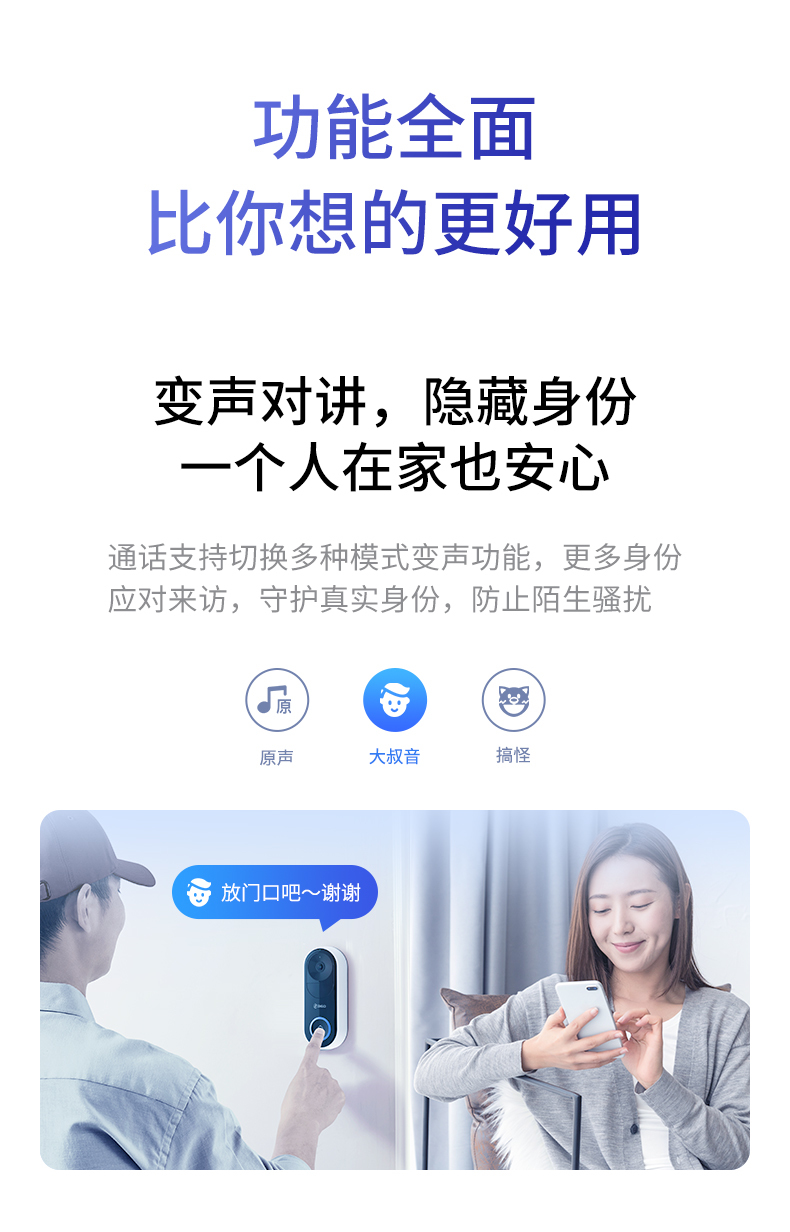 功能全面
比你想的更好用
变声对讲，隐藏身份
一个人在家也安心
通话支持切换多种模式变声功能，更多身份
应对来访，守护真实身份，防止陌生骚扰
原
原声
大叔音
搞怪
放门口吧～谢谢